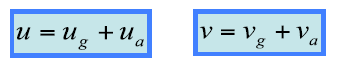 u = u_g + u_a
v = v_g + v_a